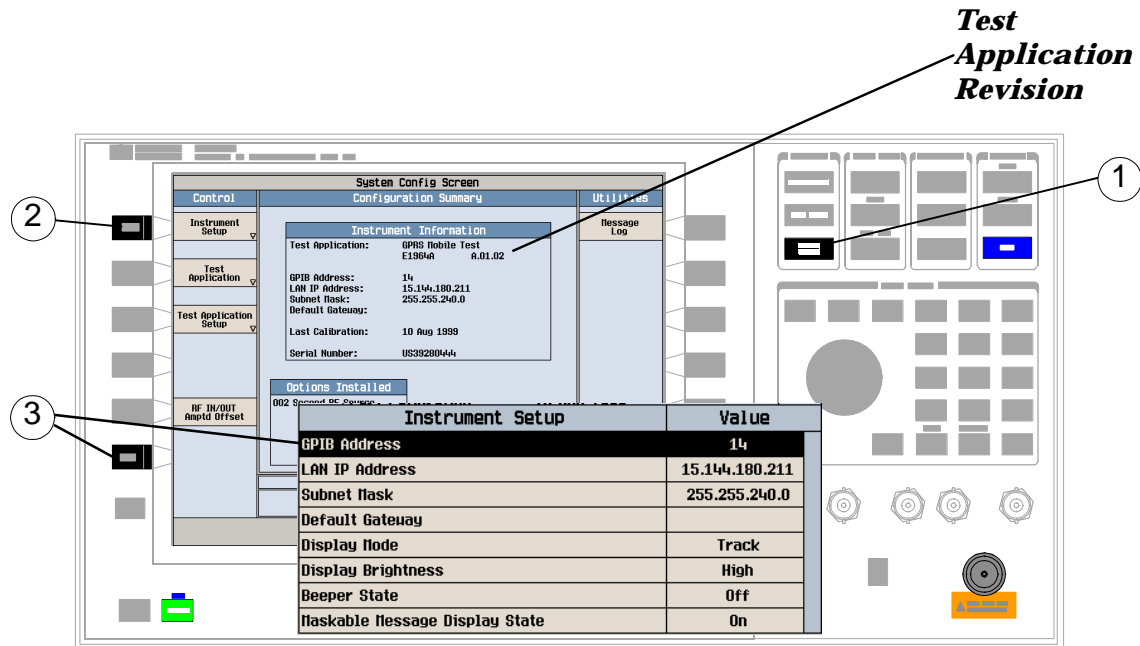 Test
Application
Revision
1
2
3
System Config Screen
Control
Configuration Summary
Utilities
Instrument
Setup
Message
Log
Instrument Information
Test Application: GPRS Mobile Test
E1964A A.01.02
Test
Application
GPIB Address: 14
LAN IP Address: 15.144.180.211
Subnet Mask: 255.255.240.0
Default Gateway:
Test Application
Setup
Last Calibration: 10 Aug 1999
Serial Number: US39280444
Options Installed
002 Second RF Source
RF IN/OUT
Amptd Offset
Instrument Setup Value
GPIB Address 14
LAN IP Address 15.144.180.211
Subnet Mask 255.255.240.0
Default Gateway
Display Mode Track
Display Brightness High
Beeper State Off
Maskable Message Display State On